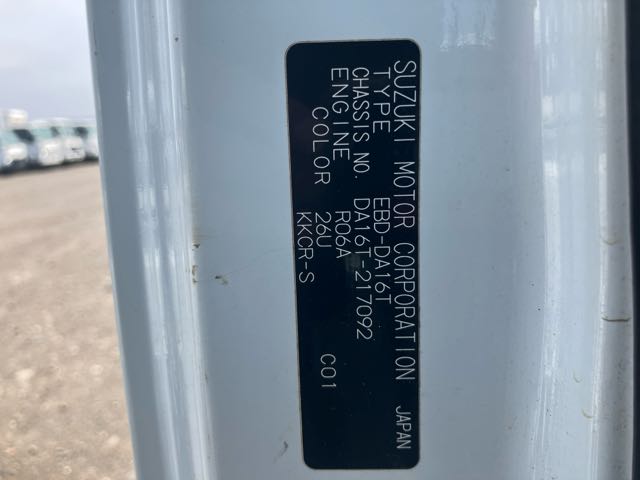 SUZUKI MOTOR CORPORATION JAPAN
TYPE EBD-DA16T
CHASSIS NO. DA16T-217092
ENGINE R06A
COLOR 26U C01
KKCR-S